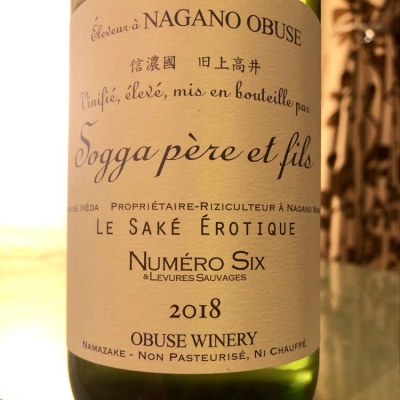 Éleveur à NAGANO OBUSE
信濃國 旧上高井
Vinifié, élevé, mis en bouteille par
Sogga père et fils
IKÉDA PROPRIÉTAIRE-RIZICULTEUR À NAGANO
LE SAKÉ ÉROTIQUE
NUMÉRO SIX
& LEVURES SAUVAGES
2018
OBUSE WINERY
NAMAZAKE - NON PASTEURISÉ, NI CHAUFFÉ